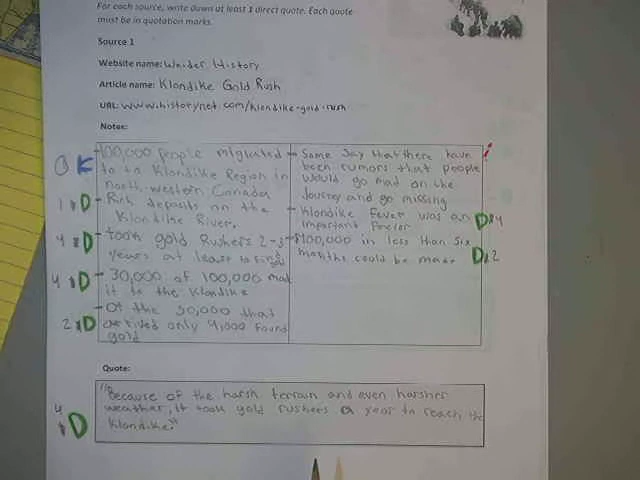 For each source, write down at least 1 direct quote. Each quote
must be in quotation marks.
Source 1
Website name: Weider History
Article name: Klondike Gold Rush
URL: www.historynet.com/klondike-gold-rush
Notes:
O K
- 100,000 people migrated
to to Klondike Region in
north-western Canada
1 D - Rich deposits on the
Klondike River.
4 D - took gold Rushers 2-3
years at least to find gold
4 D - 30,000 of 100,000 mad
it to the Klondike
2 D - Of the 30,000 that
arrived only 4,000 found
gold
- Some say that there have
been rumors that people
would go mad on the
Journey and go missing
!
- Klondike Fever was an D 4
important Factor
- $100,000 in less than six
months could be made D, 2
Quote:
4 D
"Because of the harsh terrain and even harsher
weather, it took gold rushers a year to reach the
Klondike."